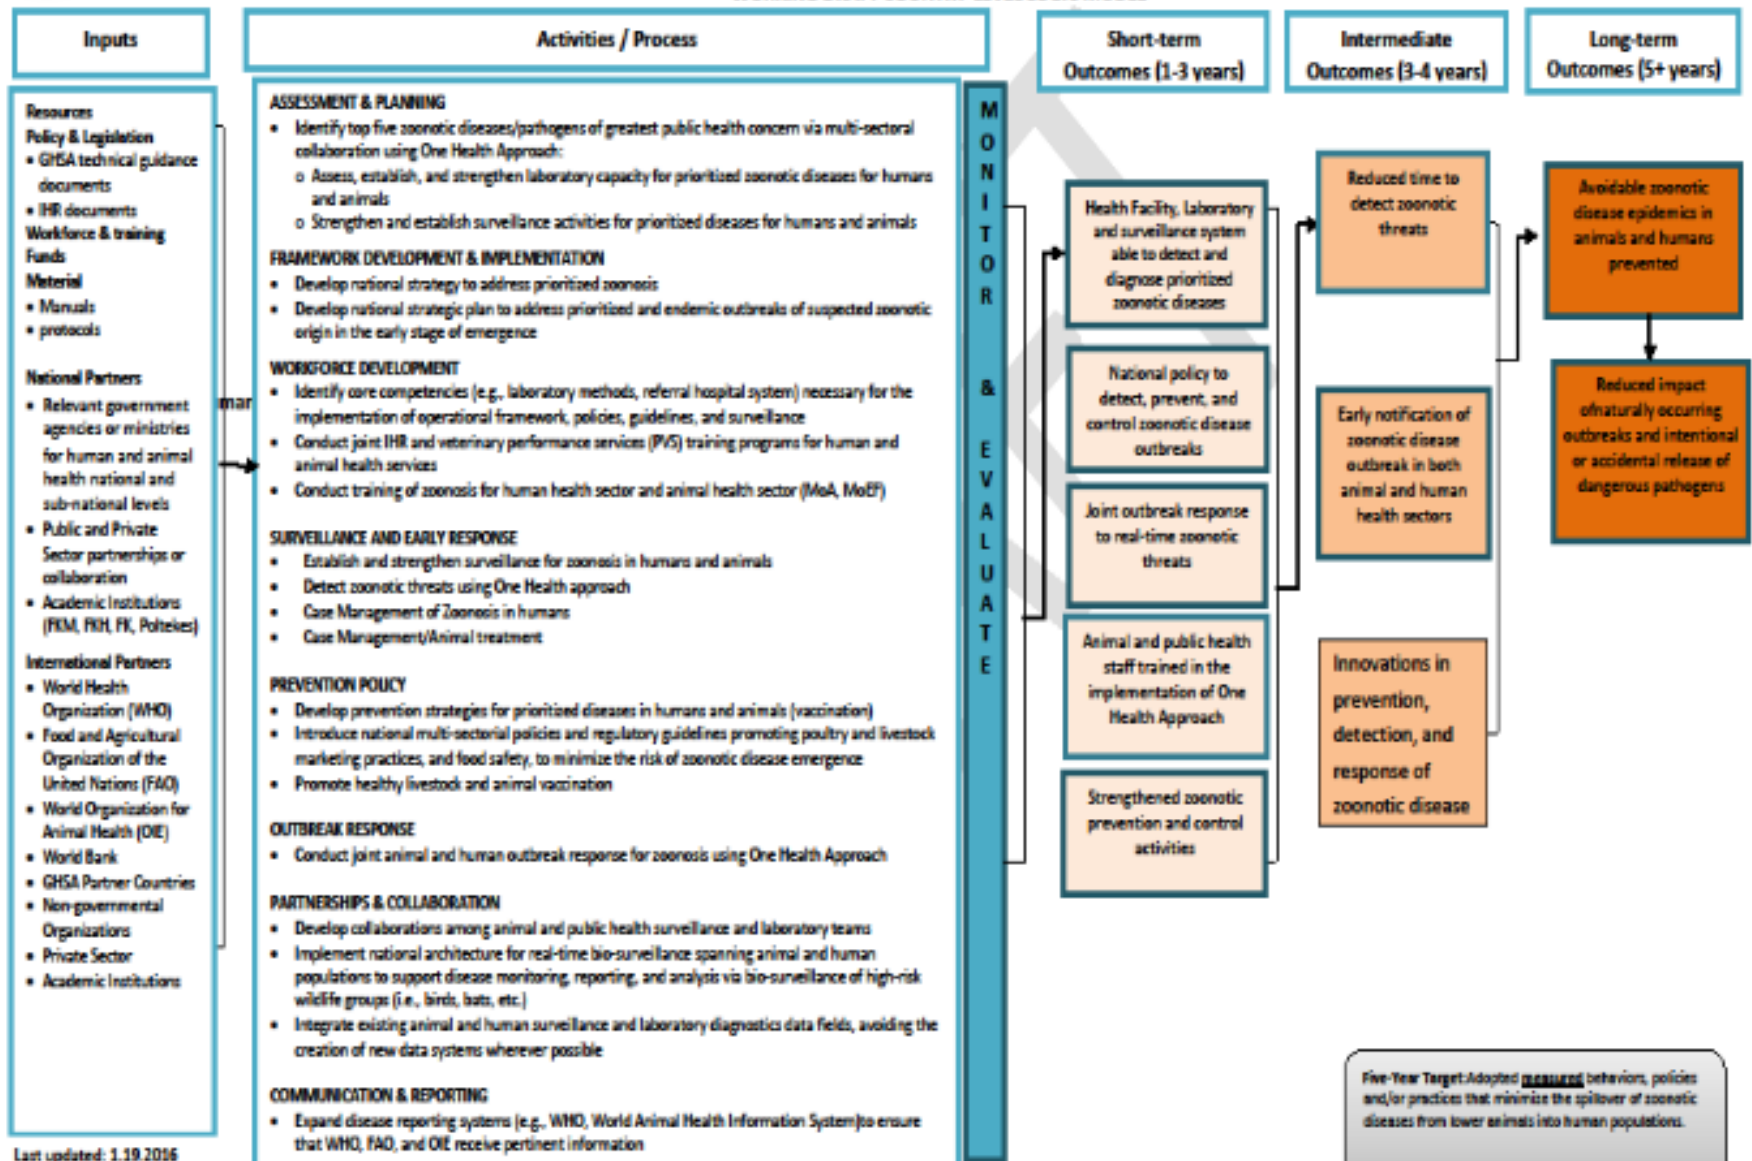 Inputs
Activities / Process
Short-term
Outcomes (1-3 years)
Intermediate
Outcomes (3-4 years)
Long-term
Outcomes (5+ years)
Resources
Policy & Legislation
• GHSA technical guidance
documents
• IHR documents
Workforce & training
Funds
Material
• Manuals
• protocols
National Partners
• Relevant government
agencies or ministries
for human and animal
health national and
sub-national levels
• Public and Private
Sector partnerships or
collaboration
• Academic Institutions
(FKM, FKH, FK, Poltekes)
International Partners
• World Health
Organization (WHO)
• Food and Agricultural
Organization of the
United Nations (FAO)
• World Organization for
Animal Health (OIE)
• World Bank
• GHSA Partner Countries
• Non-governmental
Organizations
• Private Sector
• Academic Institutions
Last updated: 1.19.2016
mar
ASSESSMENT & PLANNING
• Identify top five zoonotic diseases/pathogens of greatest public health concern via multi-sectoral
collaboration using One Health Approach:
o Assess, establish, and strengthen laboratory capacity for prioritized zoonotic diseases for humans
and animals
o Strengthen and establish surveillance activities for prioritized diseases for humans and animals
FRAMEWORK DEVELOPMENT & IMPLEMENTATION
• Develop national strategy to address prioritized zoonosis
• Develop national strategic plan to address prioritized and endemic outbreaks of suspected zoonotic
origin in the early stage of emergence
WORKFORCE DEVELOPMENT
• Identify core competencies (e.g., laboratory methods, referral hospital system) necessary for the
implementation of operational framework, policies, guidelines, and surveillance
• Conduct joint IHR and veterinary performance services (PVS) training programs for human and
animal health services
• Conduct training of zoonosis for human health sector and animal health sector (MoA, MoEF)
SURVEILLANCE AND EARLY RESPONSE
• Establish and strengthen surveillance for zoonosis in humans and animals
• Detect zoonotic threats using One Health approach
• Case Management of Zoonosis in humans
• Case Management/Animal treatment
PREVENTION POLICY
• Develop prevention strategies for prioritized diseases in humans and animals (vaccination)
• Introduce national multi-sectorial policies and regulatory guidelines promoting poultry and livestock
marketing practices, and food safety, to minimize the risk of zoonotic disease emergence
• Promote healthy livestock and animal vaccination
OUTBREAK RESPONSE
• Conduct joint animal and human outbreak response for zoonosis using One Health Approach
PARTNERSHIPS & COLLABORATION
• Develop collaborations among animal and public health surveillance and laboratory teams
• Implement national architecture for real-time bio-surveillance spanning animal and human
populations to support disease monitoring, reporting, and analysis via bio-surveillance of high-risk
wildlife groups (i.e., birds, bats, etc.)
• Integrate existing animal and human surveillance and laboratory diagnostics data fields, avoiding the
creation of new data systems wherever possible
COMMUNICATION & REPORTING
• Expand disease reporting systems (e.g., WHO, World Animal Health Information System)to ensure
that WHO, FAO, and OIE receive pertinent information
MONITOR & EVALUATE
Health Facility, Laboratory
and surveillance system
able to detect and
diagnose prioritized
zoonotic diseases
National policy to
detect, prevent, and
control zoonotic disease
outbreaks
Joint outbreak response
to real-time zoonotic
threats
Animal and public health
staff trained in the
implementation of One
Health Approach
Strengthened zoonotic
prevention and control
activities
Reduced time to
detect zoonotic
threats
Early notification of
zoonotic disease
outbreak in both
animal and human
health sectors
Innovations in
prevention,
detection, and
response of
zoonotic disease
Avoidable zoonotic
disease epidemics in
animals and humans
prevented
Reduced impact
ofnaturally occurring
outbreaks and intentional
or accidental release of
dangerous pathogens
Five-Year Target:Adopted measured behaviors, policies
and/or practices that minimize the spillover of zoonotic
diseases from lower animals into human populations.